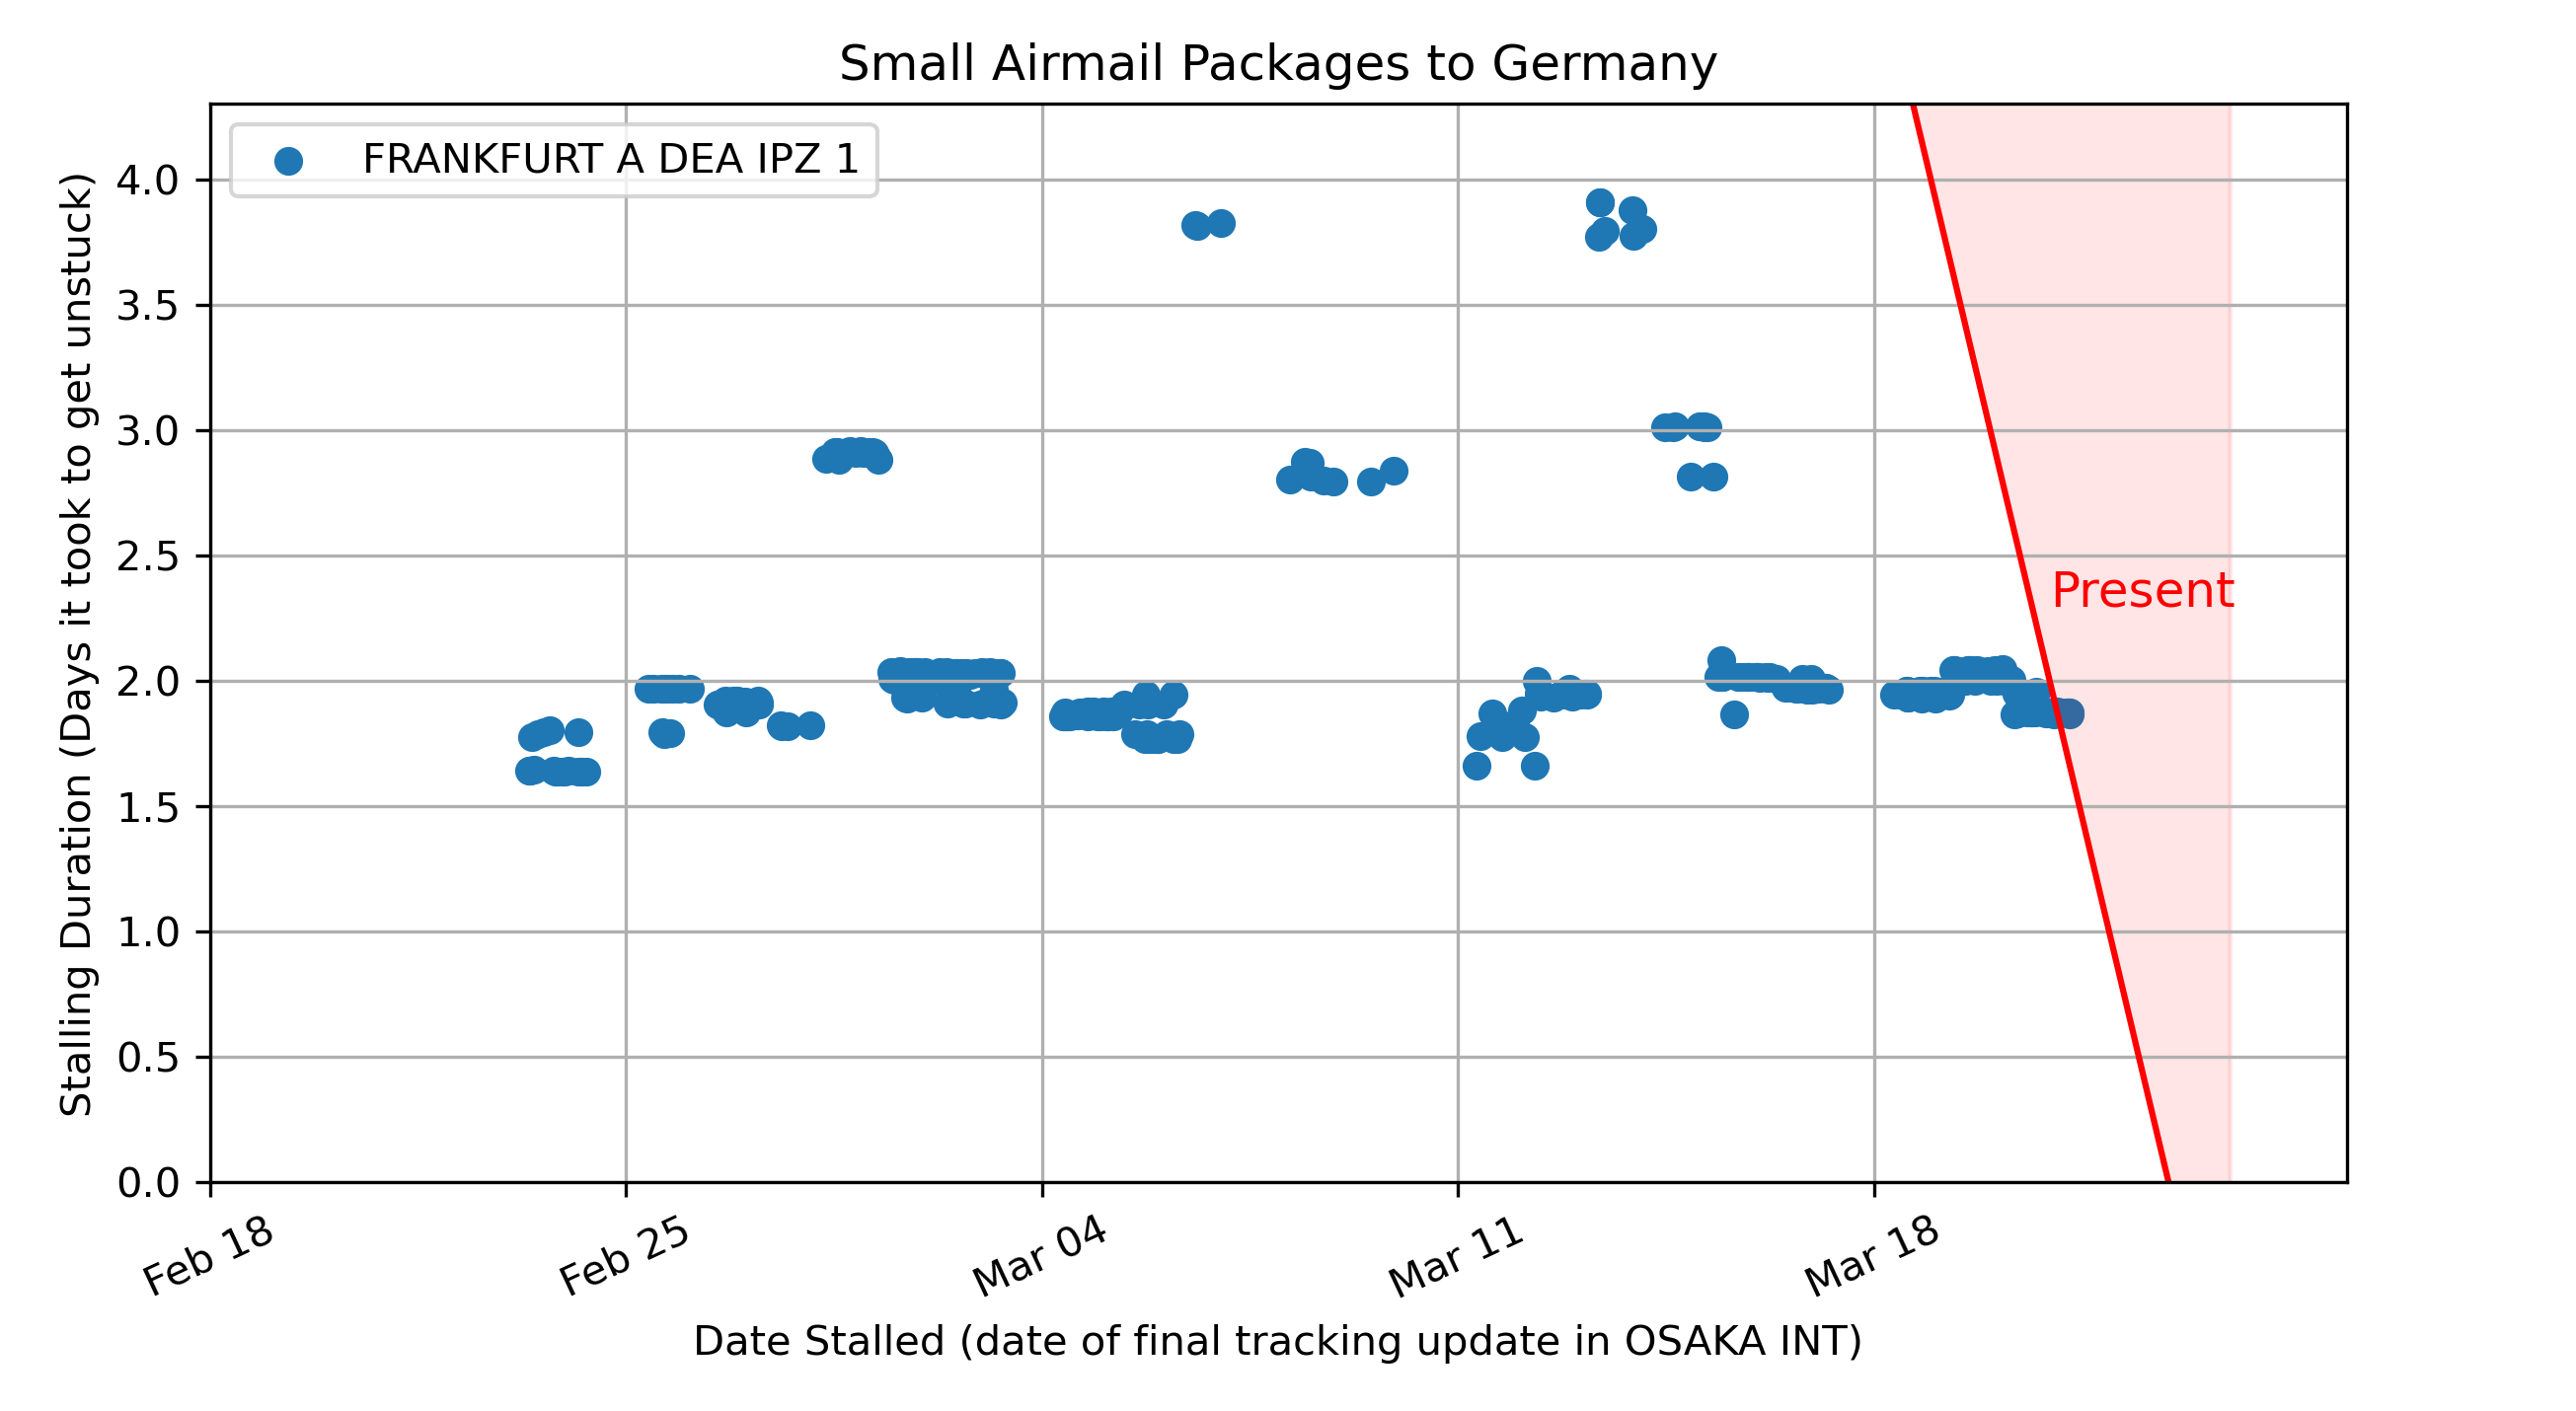 Small Airmail Packages to Germany
FRANKFURT A DEA IPZ 1
Stalling Duration (Days it took to get unstuck)
4.0
3.5
3.0
2.5
2.0
1.5
1.0
0.5
0.0
Present
Feb 18
Feb 25
Mar 04
Mar 11
Mar 18
Date Stalled (date of final tracking update in OSAKA INT)